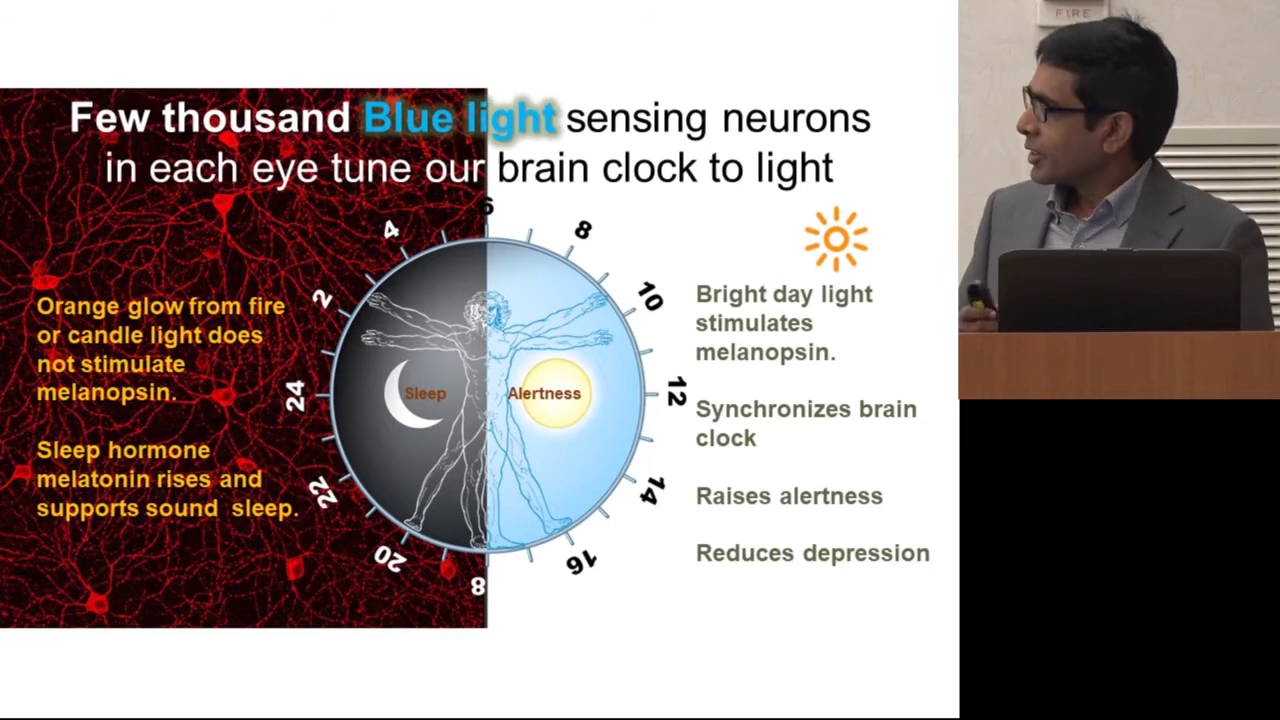 FIRE
Few thousand Blue light sensing neurons
in each eye tune our brain clock to light
6
4
8
2
10
24
12
22
14
20
16
8
Orange glow from fire
or candle light does
not stimulate
melanopsin.
Sleep hormone
melatonin rises and
supports sound sleep.
Sleep
Alertness
Bright day light
stimulates
melanopsin.
Synchronizes brain
clock
Raises alertness
Reduces depression